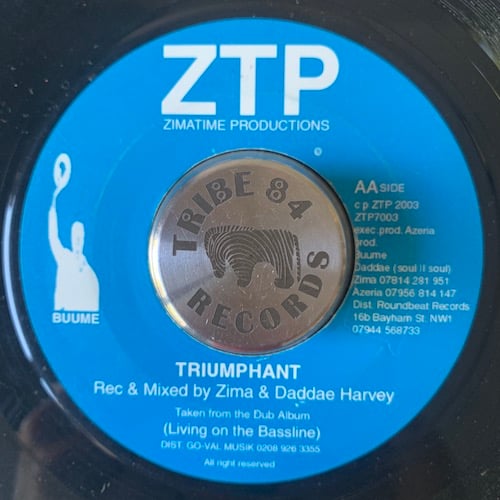 ZTP
ZIMATIME PRODUCTIONS
AA SIDE
c p ZTP 2003
ZTP7003
exec. prod. Azeria
prod.
Buume
Daddae (soul II soul)
Zima 07814 281 951
Azeria 07956 814 147
Dist. Roundbeat Records
16b Bayham St. NW1
07944 568733
BUUME
TRIBE 84
RECORDS
TRIUMPHANT
Rec & Mixed by Zima & Daddae Harvey
Taken from the Dub Album
(Living on the Bassline)
DIST. GO-VAL MUSIK 0208 926 3355
All right reserved